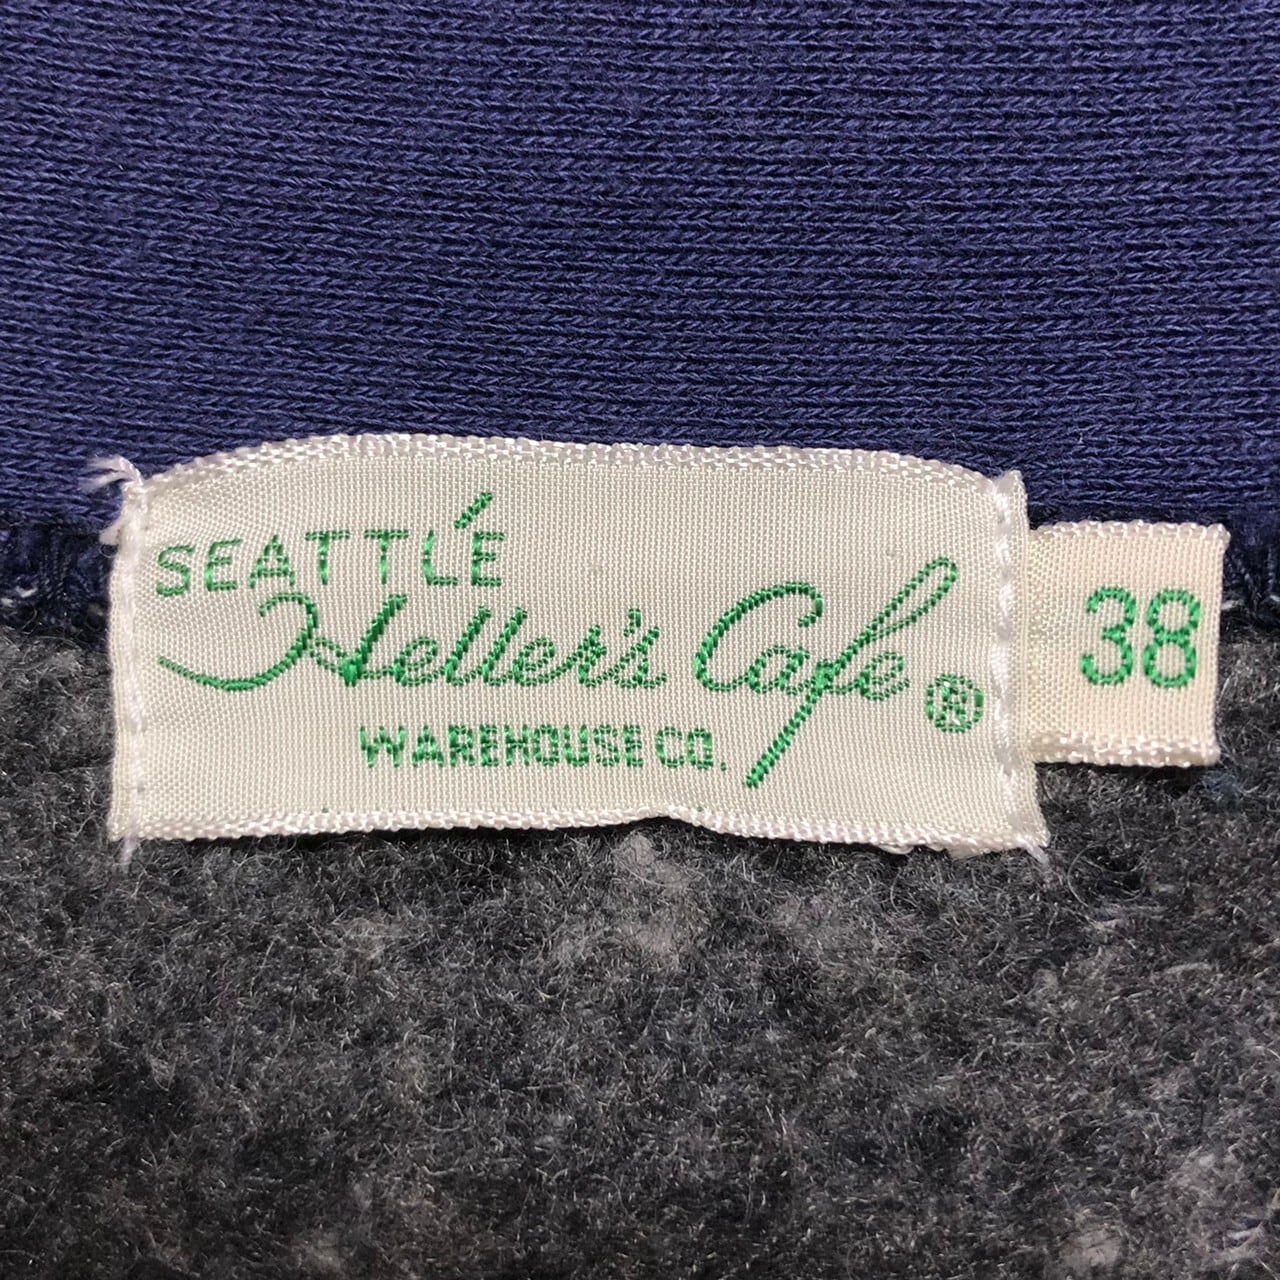 SEATTLE
Heller's Cafe ®
WAREHOUSE CO.
38